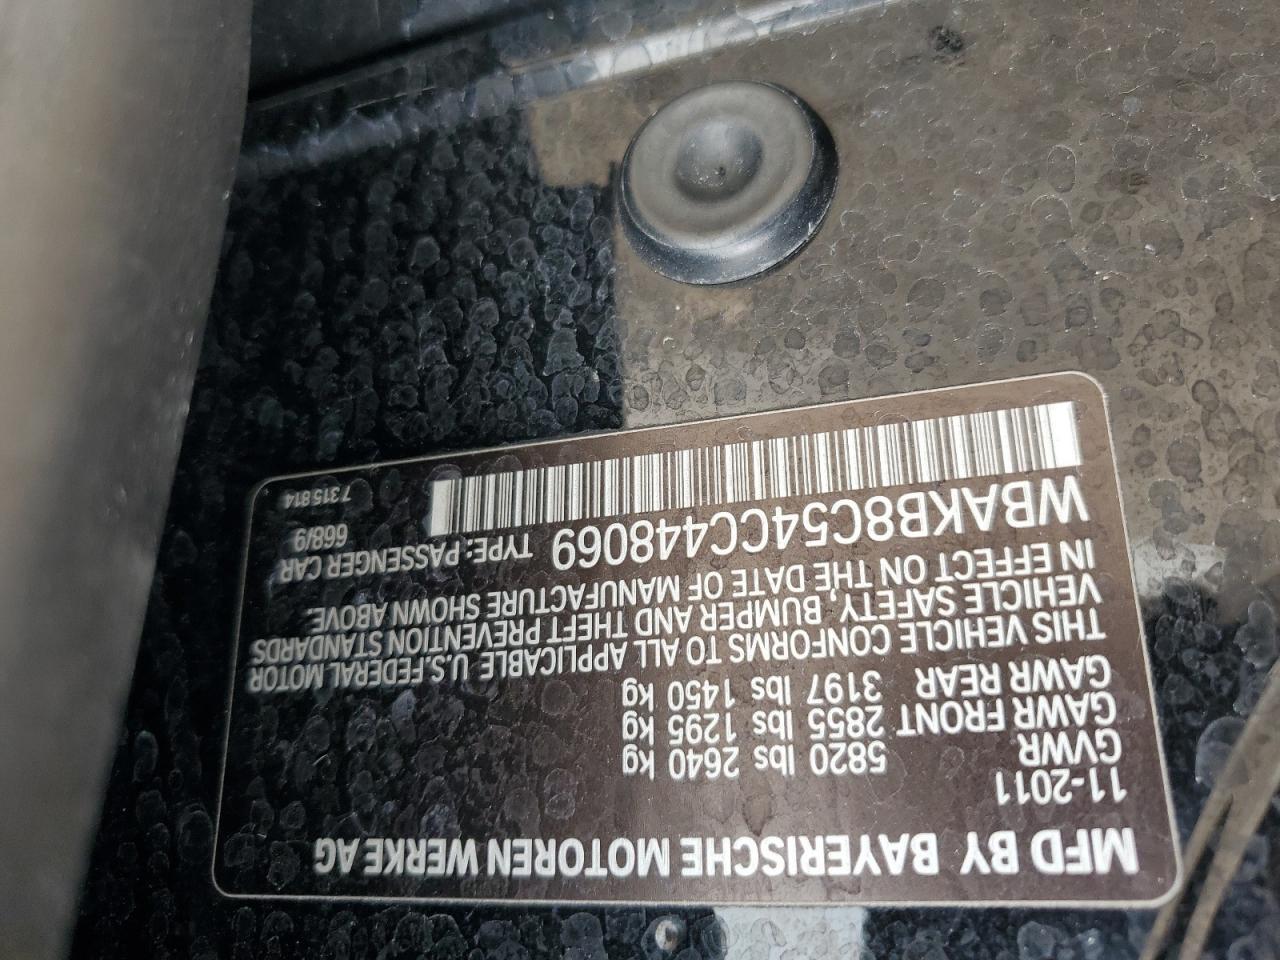 MFD BY BAYERISCHE MOTOREN WERKE AG
11-2011
GVWR 5820 lbs 2640 kg
GAWR FRONT 2855 lbs 1295 kg
GAWR REAR 3197 lbs 1450 kg
THIS VEHICLE CONFORMS TO ALL APPLICABLE U.S.FEDERAL MOTOR
VEHICLE SAFETY, BUMPER AND THEFT PREVENTION STANDARDS
IN EFFECT ON THE DATE OF MANUFACTURE SHOWN ABOVE.
WBAKB8C54CC448069 TYPE: PASSENGER CAR
668/9
7 315 814